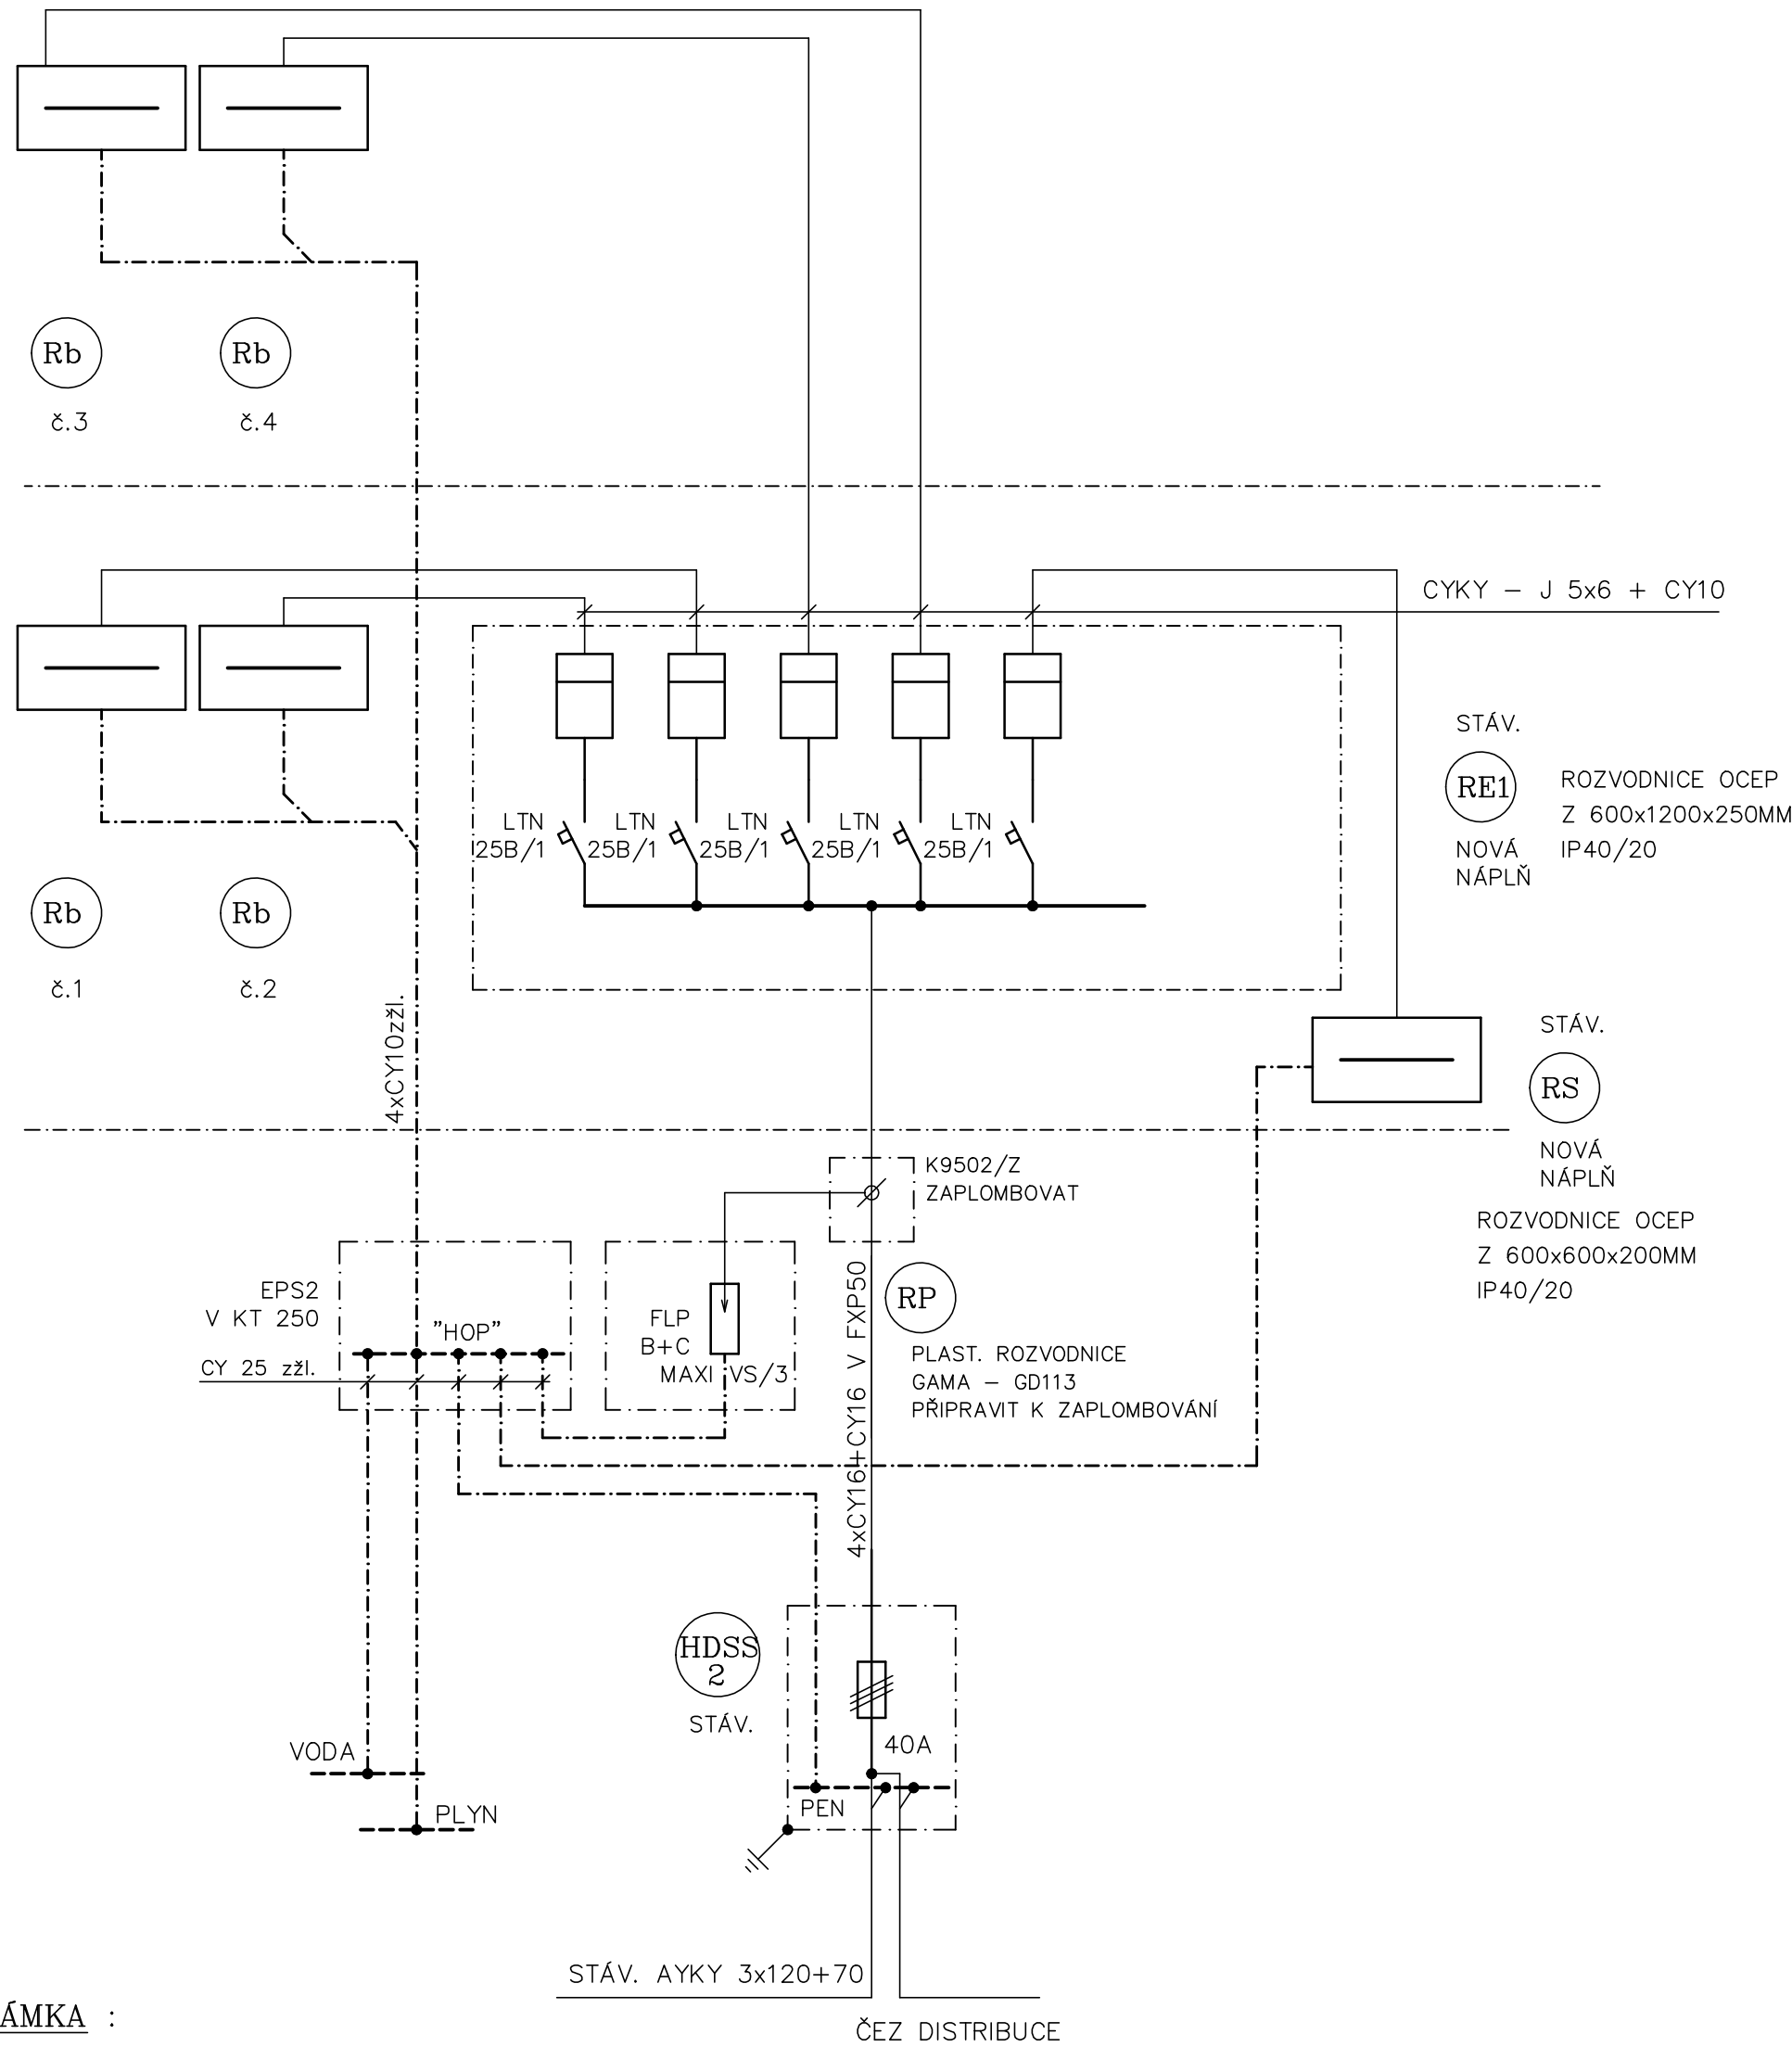 Rb
Rb
č.3
č.4
CYKY – J 5x6 + CY10
STÁV.
RE1
ROZVODNICE OCEP
Z 600x1200x250MM
IP40/20
NOVÁ
NÁPLŇ
LTN
25B/1
LTN
25B/1
LTN
25B/1
LTN
25B/1
LTN
25B/1
Rb
Rb
č.1
č.2
4xCY10zžl.
STÁV.
RS
NOVÁ
NÁPLŇ
ROZVODNICE OCEP
Z 600x600x200MM
IP40/20
K9502/Z
ZAPLOMBOVAT
EPS2
V KT 250
"HOP"
CY 25 zžl.
FLP
B+C
MAXI VS/3
4xCY16+CY16 V FXP50
RP
PLAST. ROZVODNICE
GAMA – GD113
PŘIPRAVIT K ZAPLOMBOVÁNÍ
HDSS
2
STÁV.
40A
PEN
VODA
PLYN
STÁV. AYKY 3x120+70
ČEZ DISTRIBUCE
ÁMKA :